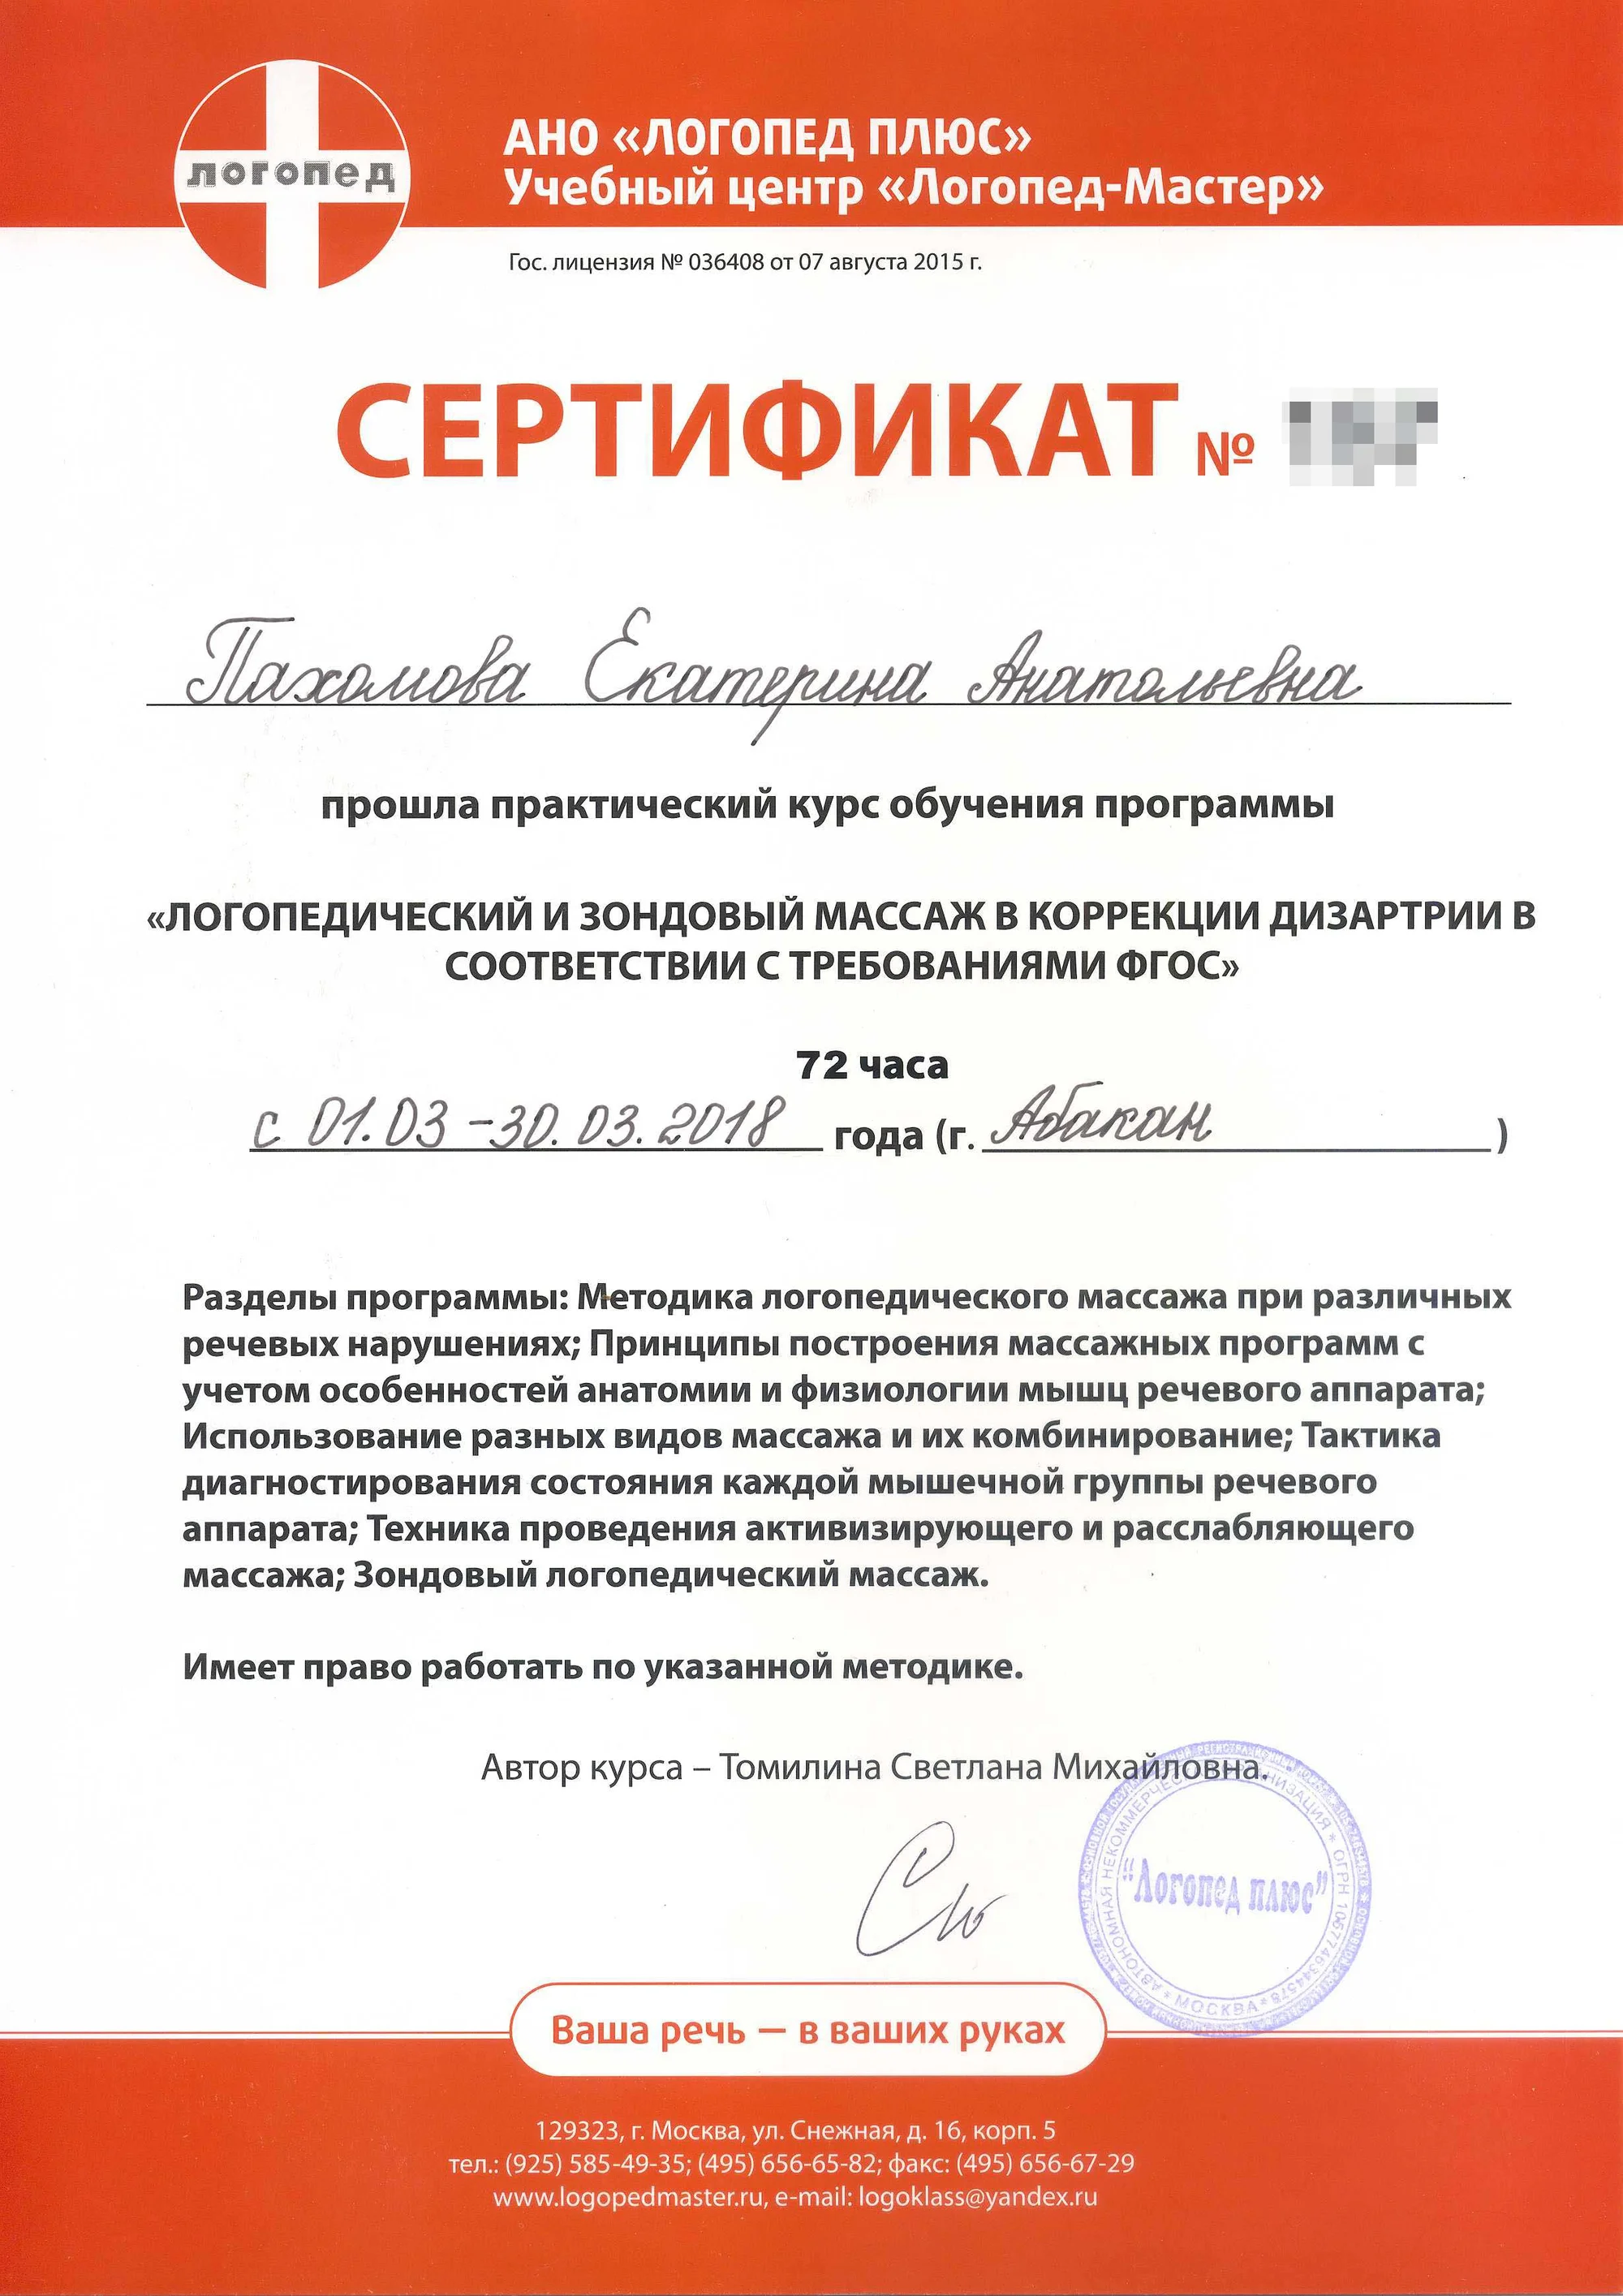 логопед
АНО «ЛОГОПЕД ПЛЮС»
Учебный центр «Логопед-Мастер»
Гос. лицензия № 036408 от 07 августа 2015 г.
СЕРТИФИКАТ №
Пахомова Екатерина Анатольевна
прошла практический курс обучения программы
«ЛОГОПЕДИЧЕСКИЙ И ЗОНДОВЫЙ МАССАЖ В КОРРЕКЦИИ ДИЗАРТРИИ В
СООТВЕТСТВИИ С ТРЕБОВАНИЯМИ ФГОС»
72 часа
с 01.03 -30.03.2018 года (г. Абакан)
Разделы программы: Методика логопедического массажа при различных
речевых нарушениях; Принципы построения массажных программ с
учетом особенностей анатомии и физиологии мышц речевого аппарата;
Использование разных видов массажа и их комбинирование; Тактика
диагностирования состояния каждой мышечной группы речевого
аппарата; Техника проведения активизирующего и расслабляющего
массажа; Зондовый логопедический массаж.
Имеет право работать по указанной методике.
Автор курса – Томилина Светлана Михайловна.
АВТОНОМНАЯ НЕКОММЕРЧЕСКАЯ ОРГАНИЗАЦИЯ * ОГРН
"Логопед плюс"
* МОСКВА *
Ваша речь — в ваших руках
129323, г. Москва, ул. Снежная, д. 16, корп. 5
тел.: (925) 585-49-35; (495) 656-65-82; факс: (495) 656-67-29
www.logopedmaster.ru, e-mail: logoklass@yandex.ru